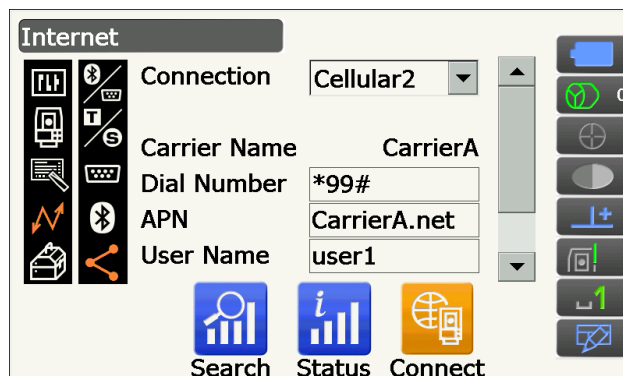 Internet
Connection Cellular2
Carrier Name CarrierA
Dial Number *99#
APN CarrierA.net
User Name user1
Search Status Connect